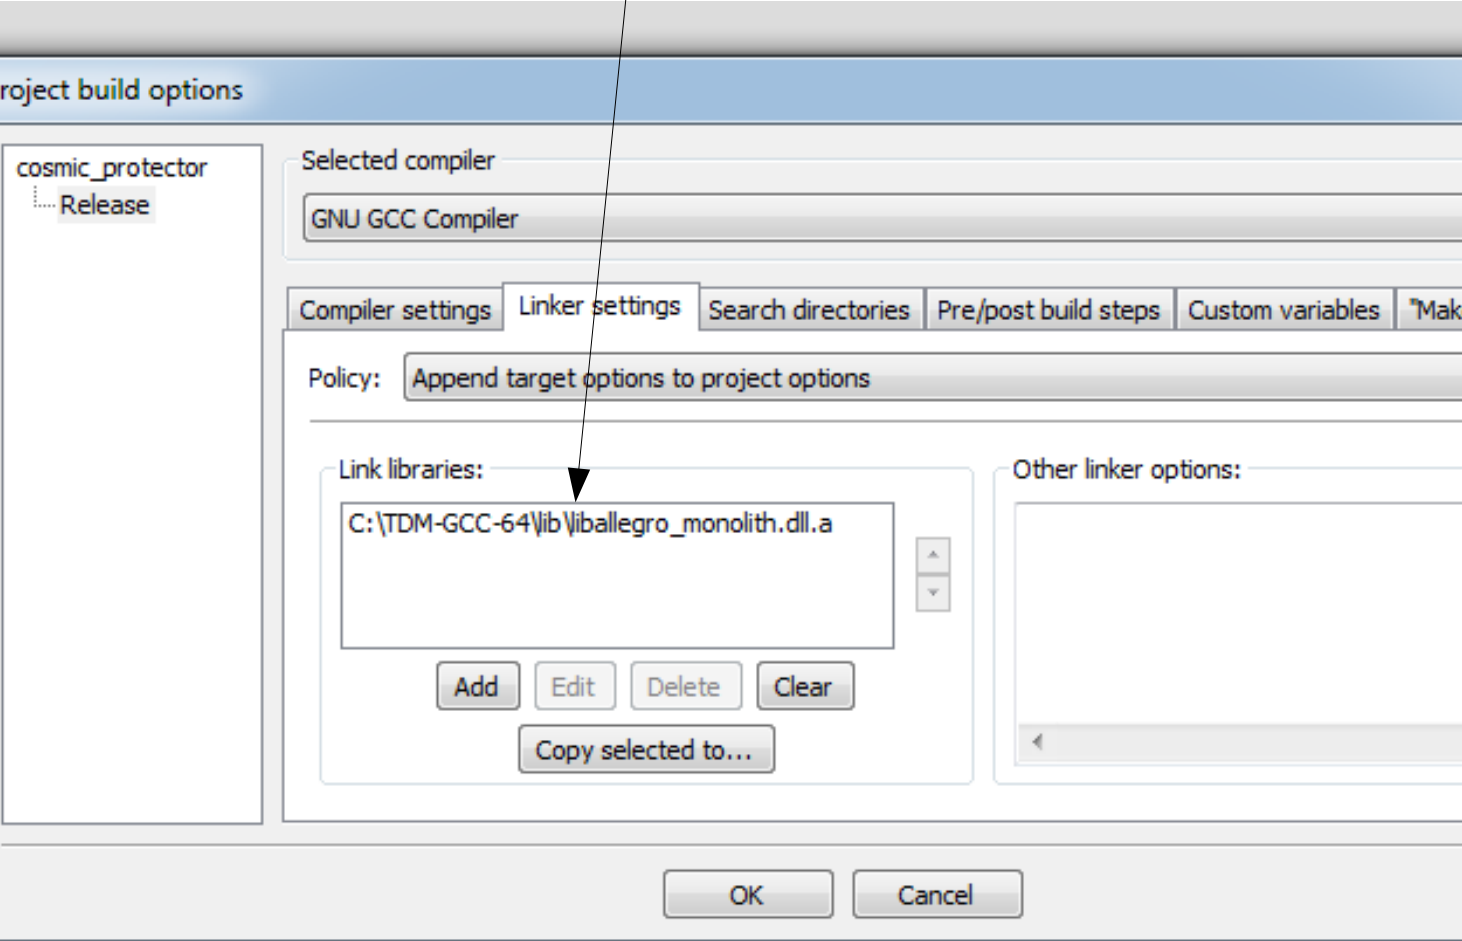 roject build options
cosmic_protector
Release
Selected compiler
GNU GCC Compiler
Compiler settings
Linker settings
Search directories
Pre/post build steps
Custom variables
"Mak
Policy:
Append target options to project options
Link libraries:
C:\TDM-GCC-64\lib\liballegro_monolith.dll.a
Add
Edit
Delete
Clear
Copy selected to...
Other linker options:
OK
Cancel